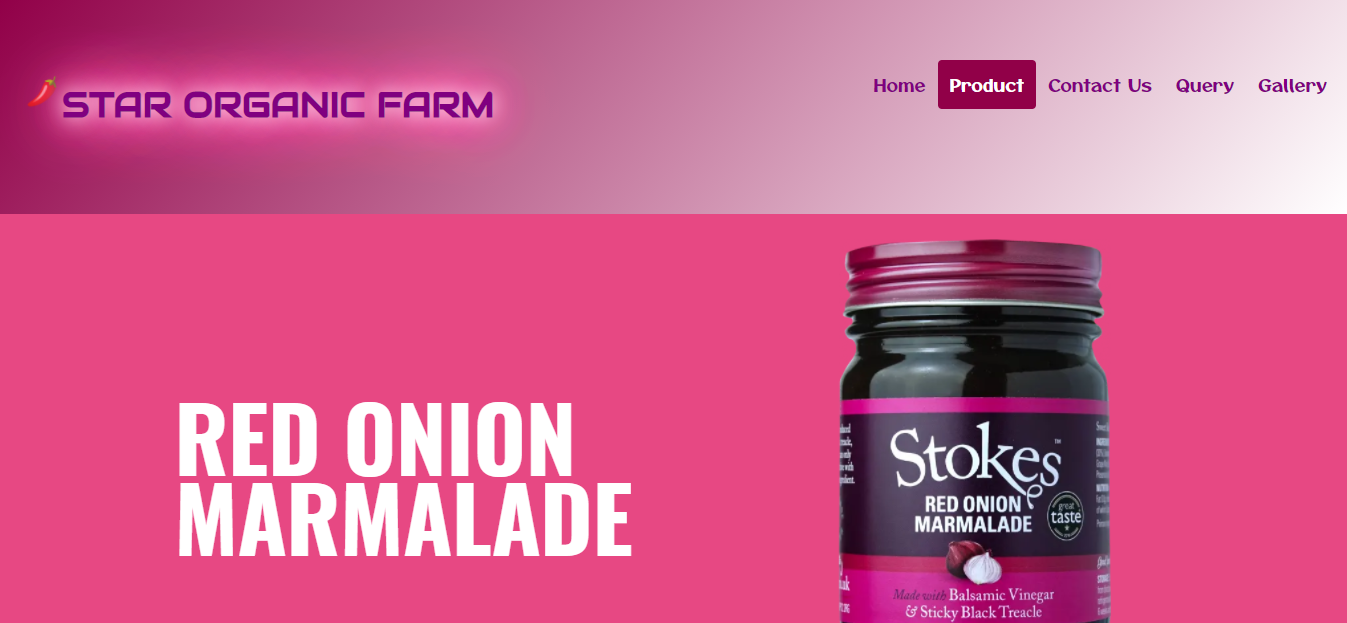 STAR ORGANIC FARM
Home Product Contact Us Query Gallery
RED ONION
MARMALADE
Stokes™
RED ONION
MARMALADE
great
taste
Made with Balsamic Vinegar
& Sticky Black Treacle